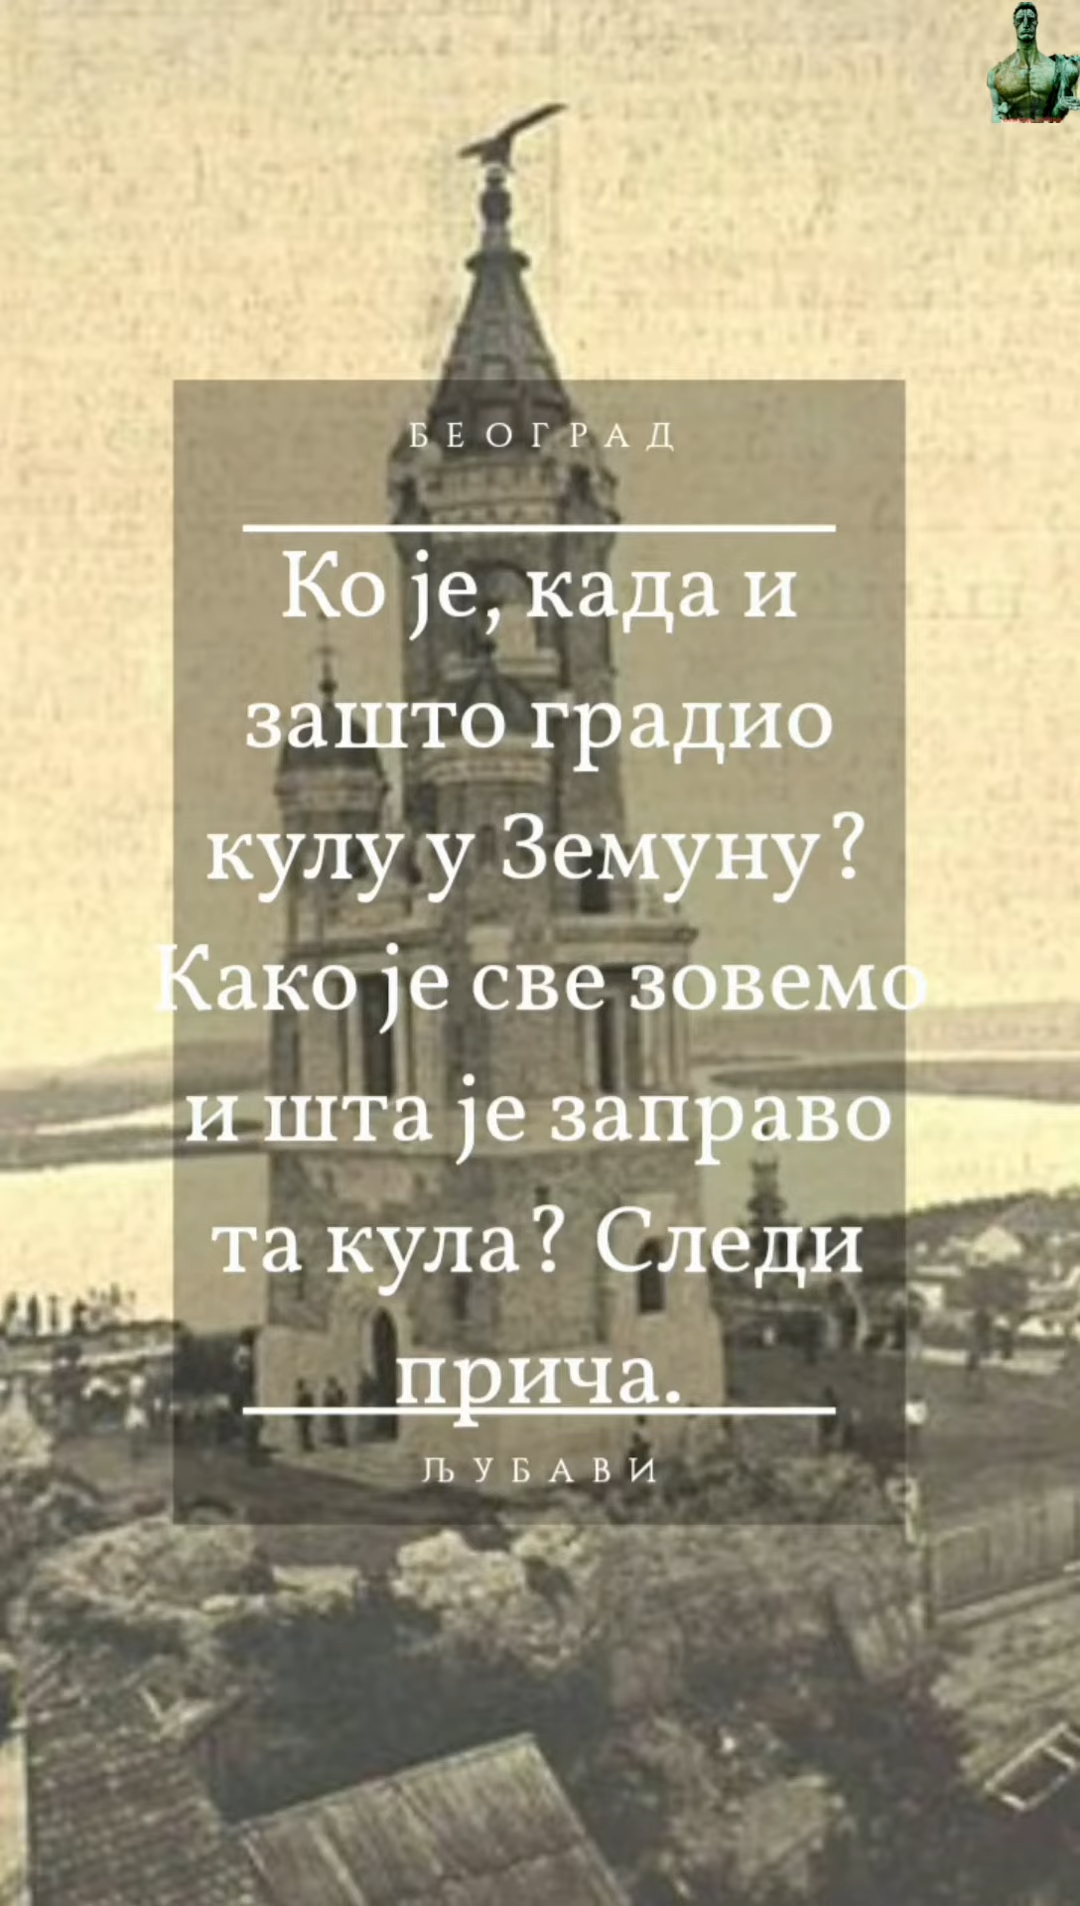 БЕОГРАД
Ко је, када и
зашто градио
кулу у Земуну?
Како је све зовемо
и шта је заправо
та кула? Следи
прича.
ЉУБАВИ